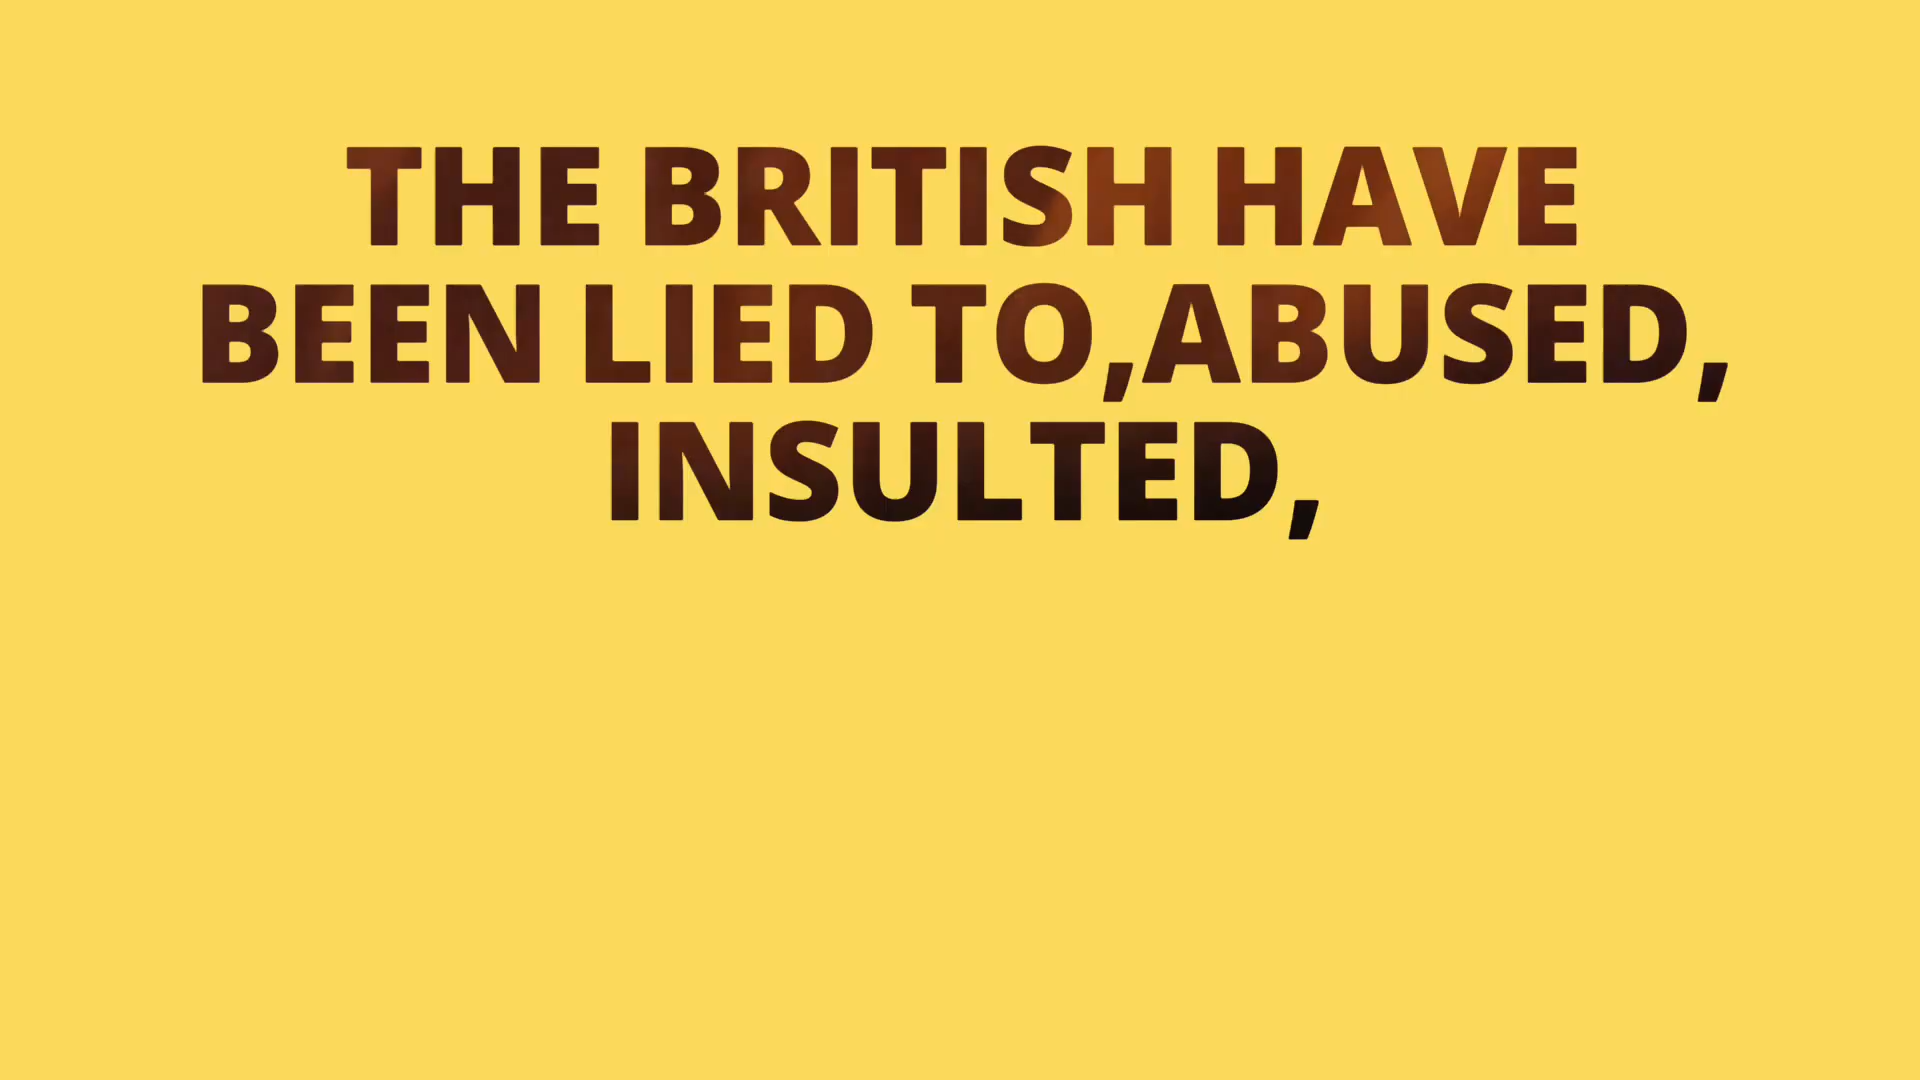 THE BRITISH HAVE
BEEN LIED TO,ABUSED,
INSULTED,